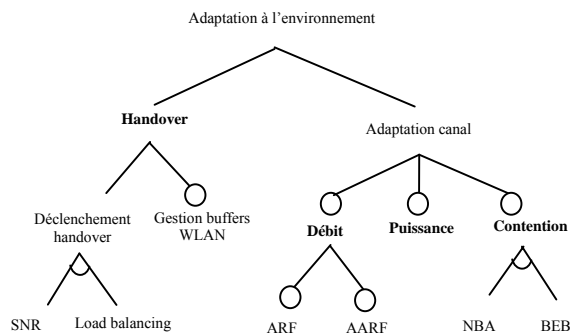 Adaptation à l’environnement
Handover
Adaptation canal
Déclenchement
handover
Gestion buffers
WLAN
Débit
Puissance
Contention
SNR
Load balancing
ARF
AARF
NBA
BEB